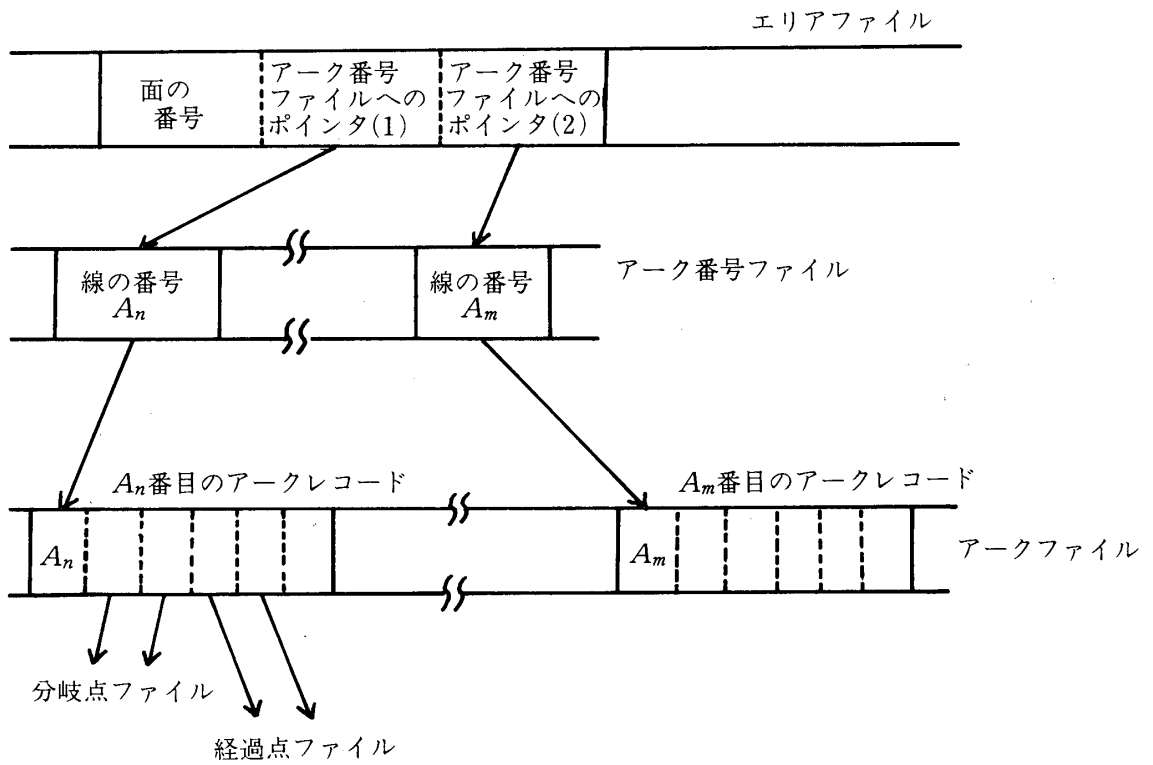 エリアファイル
面の
番号
アーク番号
ファイルへの
ポインタ(1)
アーク番号
ファイルへの
ポインタ(2)
線の番号
An
線の番号
Am
アーク番号ファイル
An番目のアークレコード
Am番目のアークレコード
An
Am
アークファイル
分岐点ファイル
経過点ファイル